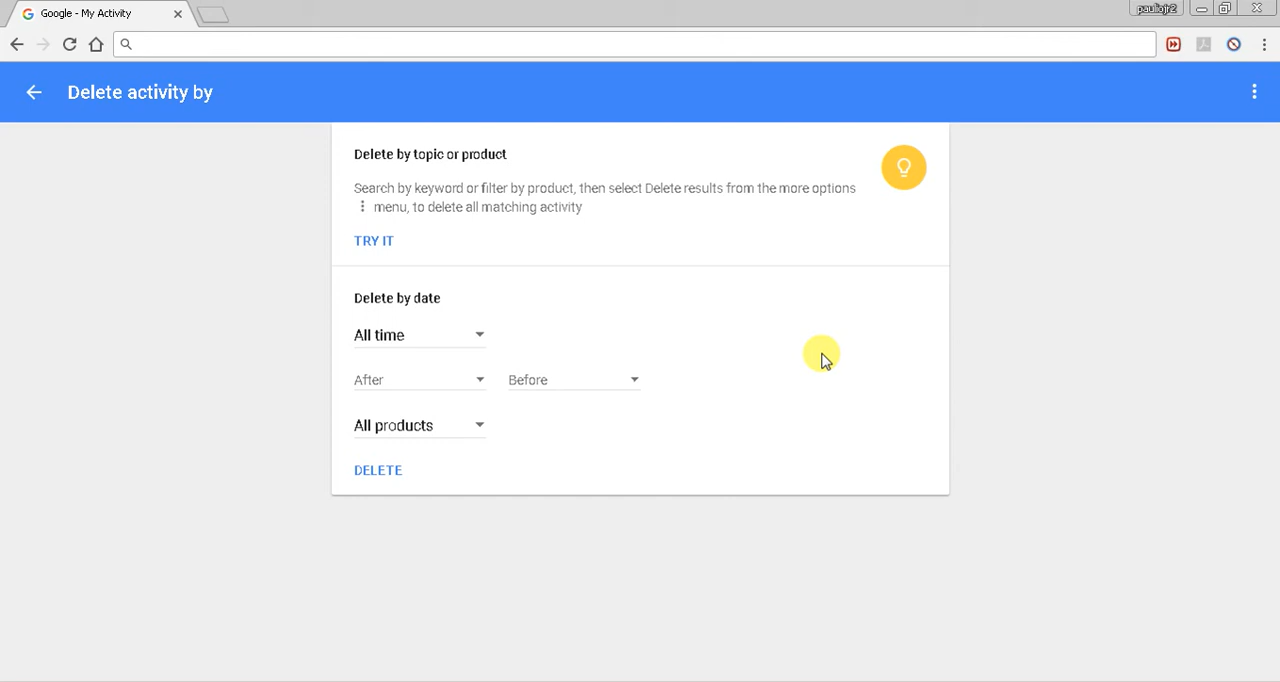 Google - My Activity
pauliojr2
Delete activity by
Delete by topic or product
Search by keyword or filter by product, then select Delete results from the more options
menu, to delete all matching activity
TRY IT
Delete by date
All time
After Before
All products
DELETE